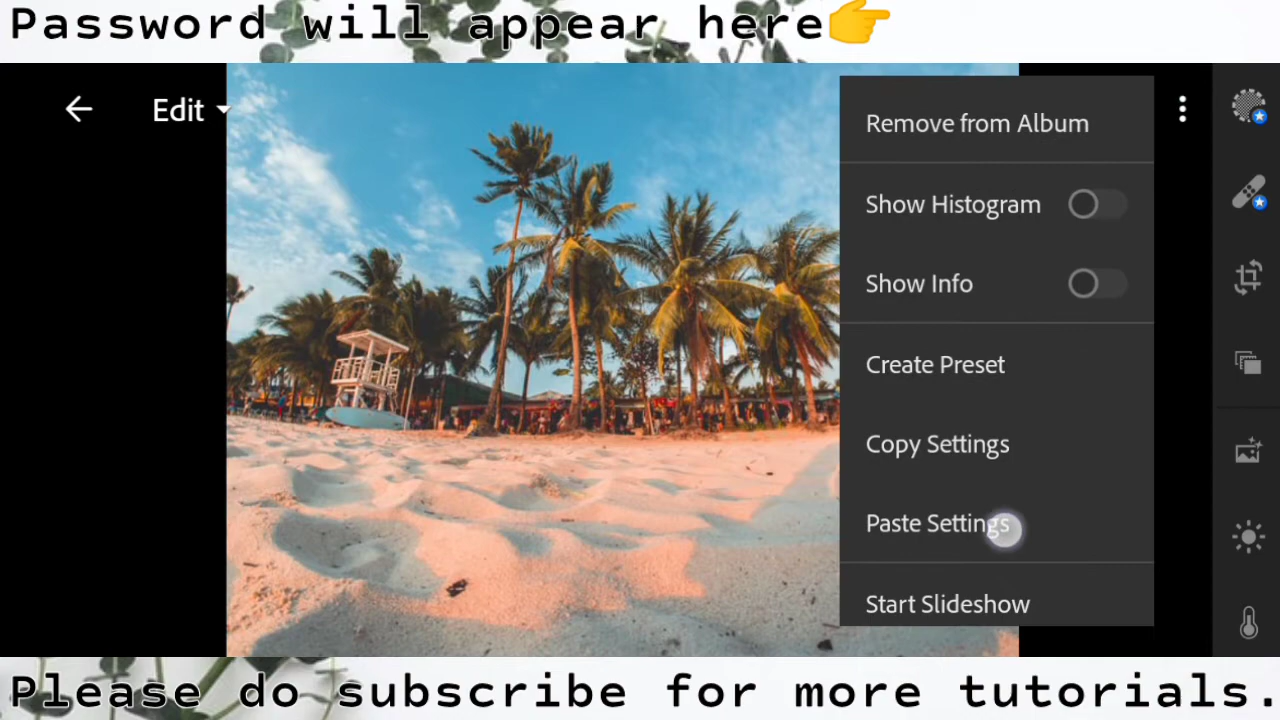 Password will appear here👉
Edit
Remove from Album
Show Histogram
Show Info
Create Preset
Copy Settings
Paste Settings
Start Slideshow
Please do subscribe for more tutorials.